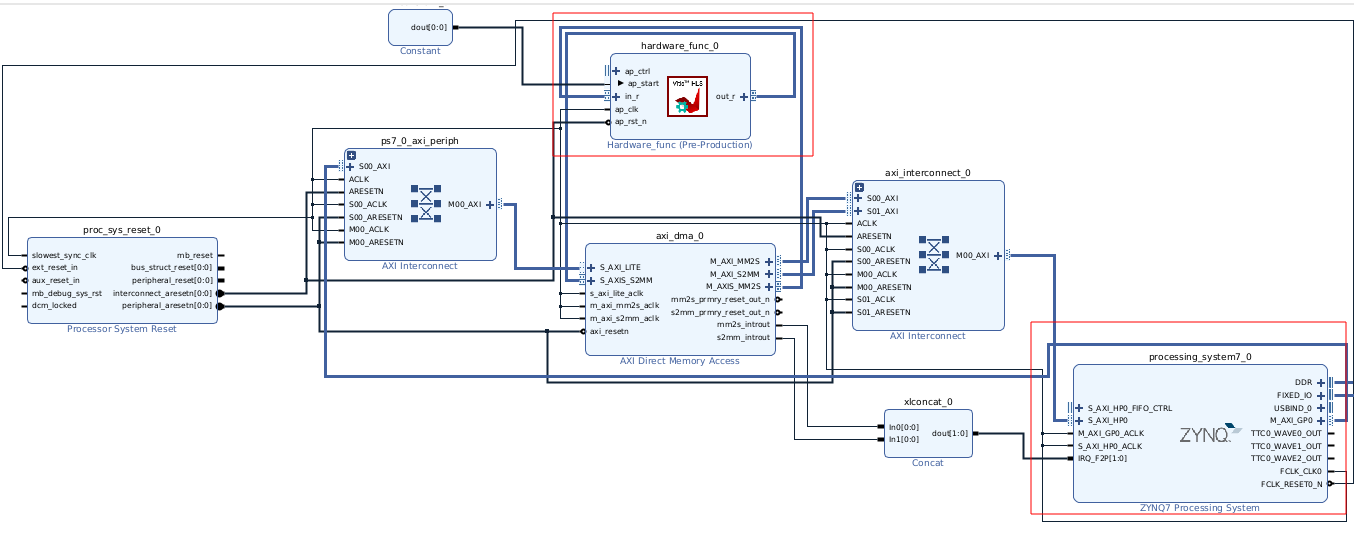 dout[0:0]
Constant
hardware_func_0
ap_ctrl
ap_start
in_r
ap_clk
ap_rst_n
out_r
Hardware_func (Pre-Production)
ps7_0_axi_periph
S00_AXI
ACLK
ARESETN
S00_ACLK
S00_ARESETN
M00_ACLK
M00_ARESETN
M00_AXI
AXI Interconnect
axi_interconnect_0
S00_AXI
S01_AXI
ACLK
ARESETN
S00_ACLK
S00_ARESETN
M00_ACLK
M00_ARESETN
S01_ACLK
S01_ARESETN
M00_AXI
AXI Interconnect
proc_sys_reset_0
slowest_sync_clk
ext_reset_in
aux_reset_in
mb_debug_sys_rst
dcm_locked
mb_reset
bus_struct_reset[0:0]
peripheral_reset[0:0]
interconnect_aresetn[0:0]
peripheral_aresetn[0:0]
Processor System Reset
axi_dma_0
S_AXI_LITE
S_AXIS_S2MM
s_axi_lite_aclk
m_axi_mm2s_aclk
m_axi_s2mm_aclk
axi_resetn
M_AXI_MM2S
M_AXI_S2MM
M_AXIS_MM2S
mm2s_prmry_reset_out_n
s2mm_prmry_reset_out_n
mm2s_introut
s2mm_introut
AXI Direct Memory Access
xlconcat_0
In0[0:0]
In1[0:0]
dout[1:0]
Concat
processing_system7_0
S_AXI_HP0_FIFO_CTRL
S_AXI_HP0
M_AXI_GP0_ACLK
S_AXI_HP0_ACLK
IRQ_F2P[1:0]
ZYNQ
DDR
FIXED_IO
USBIND_0
M_AXI_GP0
TTC0_WAVE0_OUT
TTC0_WAVE1_OUT
TTC0_WAVE2_OUT
FCLK_CLK0
FCLK_RESET0_N
ZYNQ7 Processing System